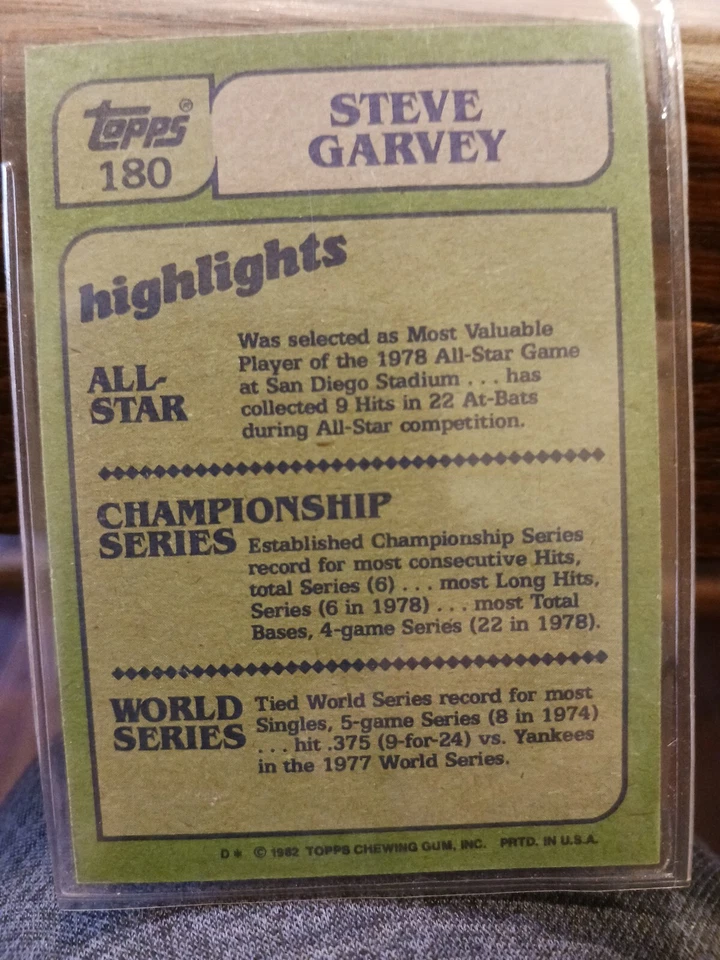 topps®
180
STEVE
GARVEY
highlights
ALL-
STAR
Was selected as Most Valuable
Player of the 1978 All-Star Game
at San Diego Stadium . . . has
collected 9 Hits in 22 At-Bats
during All-Star competition.
CHAMPIONSHIP
SERIES
Established Championship Series
record for most consecutive Hits,
total Series (6) . . . most Long Hits,
Series (6 in 1978) . . . most Total
Bases, 4-game Series (22 in 1978).
WORLD
SERIES
Tied World Series record for most
Singles, 5-game Series (8 in 1974)
. . . hit .375 (9-for-24) vs. Yankees
in the 1977 World Series.
D* © 1982 TOPPS CHEWING GUM, INC. PRTD. IN U.S.A.